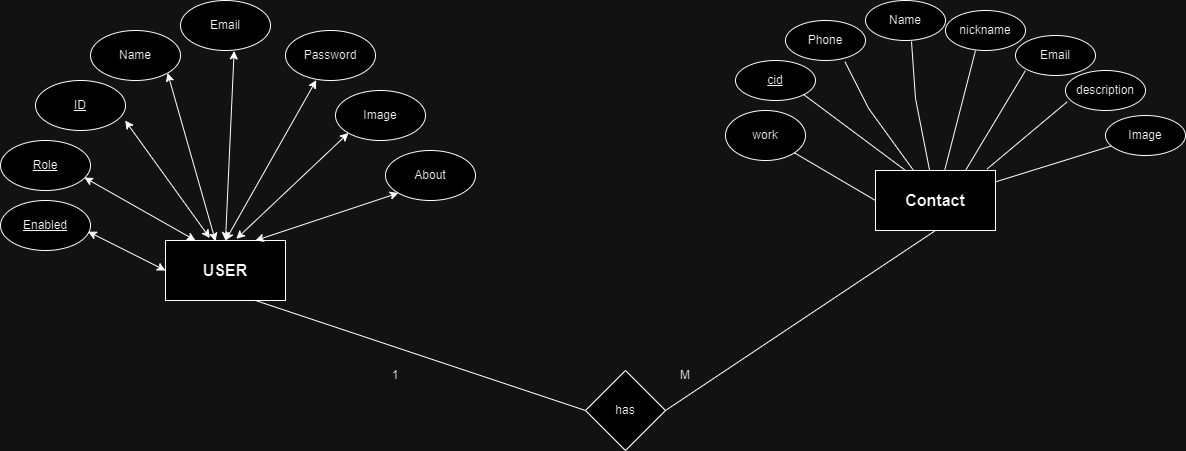 Email
Name
Password
ID
Image
Role
About
Enabled
USER
1
has
M
Name
nickname
Phone
Email
cid
description
work
Image
Contact